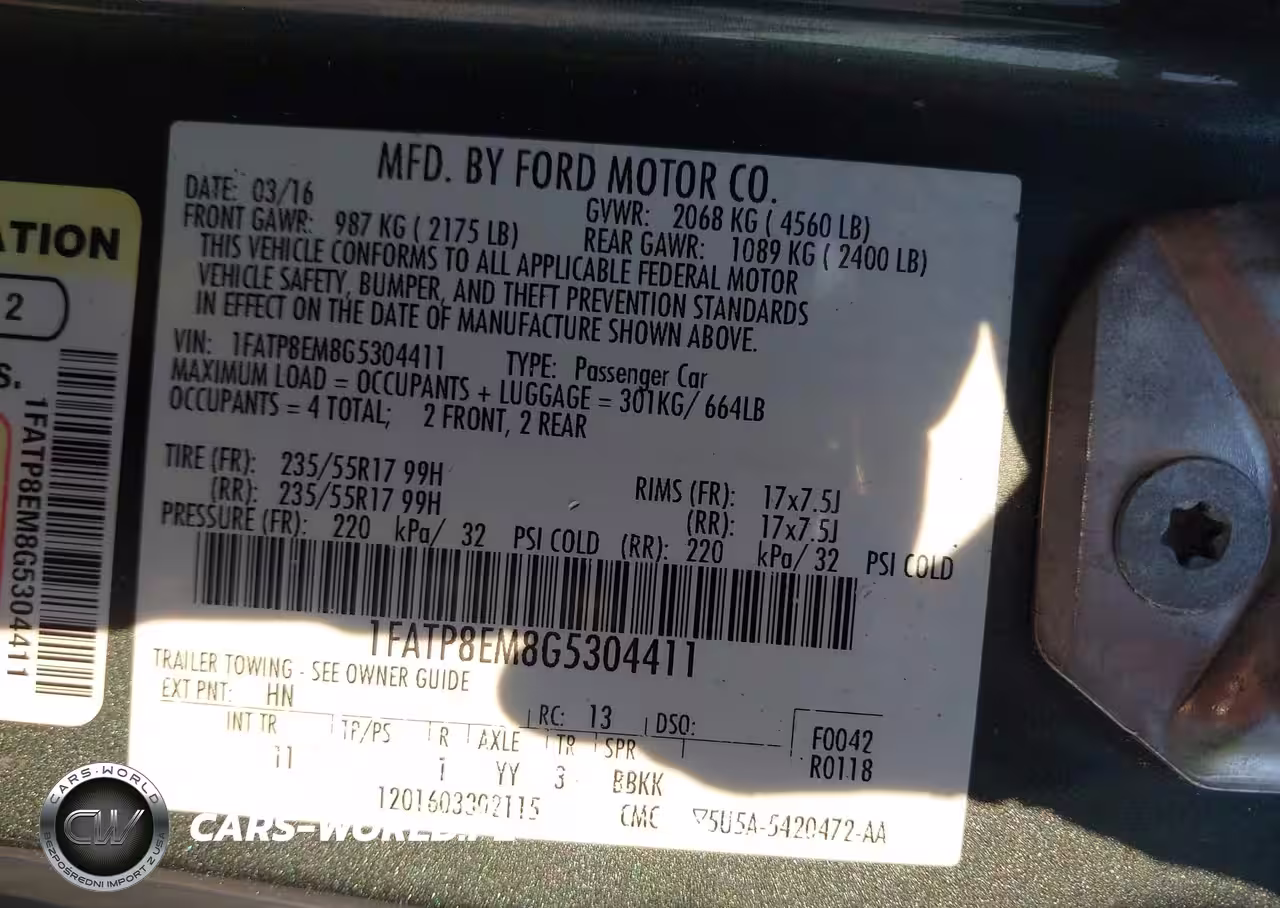 MFD. BY FORD MOTOR CO.
DATE: 03/16 GVWR: 2068 KG ( 4560 LB)
FRONT GAWR: 987 KG ( 2175 LB) REAR GAWR: 1089 KG ( 2400 LB)
THIS VEHICLE CONFORMS TO ALL APPLICABLE FEDERAL MOTOR
VEHICLE SAFETY, BUMPER, AND THEFT PREVENTION STANDARDS
IN EFFECT ON THE DATE OF MANUFACTURE SHOWN ABOVE.
VIN: 1FATP8EM8G5304411 TYPE: Passenger Car
MAXIMUM LOAD = OCCUPANTS + LUGGAGE = 301KG/ 664LB
OCCUPANTS = 4 TOTAL; 2 FRONT, 2 REAR
TIRE (FR): 235/55R17 99H RIMS (FR): 17x7.5J
(RR): 235/55R17 99H (RR): 17x7.5J
PRESSURE (FR): 220 kPa/ 32 PSI COLD (RR): 220 kPa/ 32 PSI COLD
1FATP8EM8G5304411
TRAILER TOWING - SEE OWNER GUIDE
EXT PNT: HN RC: 13 DSO: F0042
INT TR TP/PS R AXLE TR SPR R0118
11 1 YY 3 BBKK
CMC ▽5U5A-5420472-AA
ATION
2
S.
1FATP8EM8G5304411
CARS-WORLD
CW
BEZPOŚREDNI IMPORT Z USA